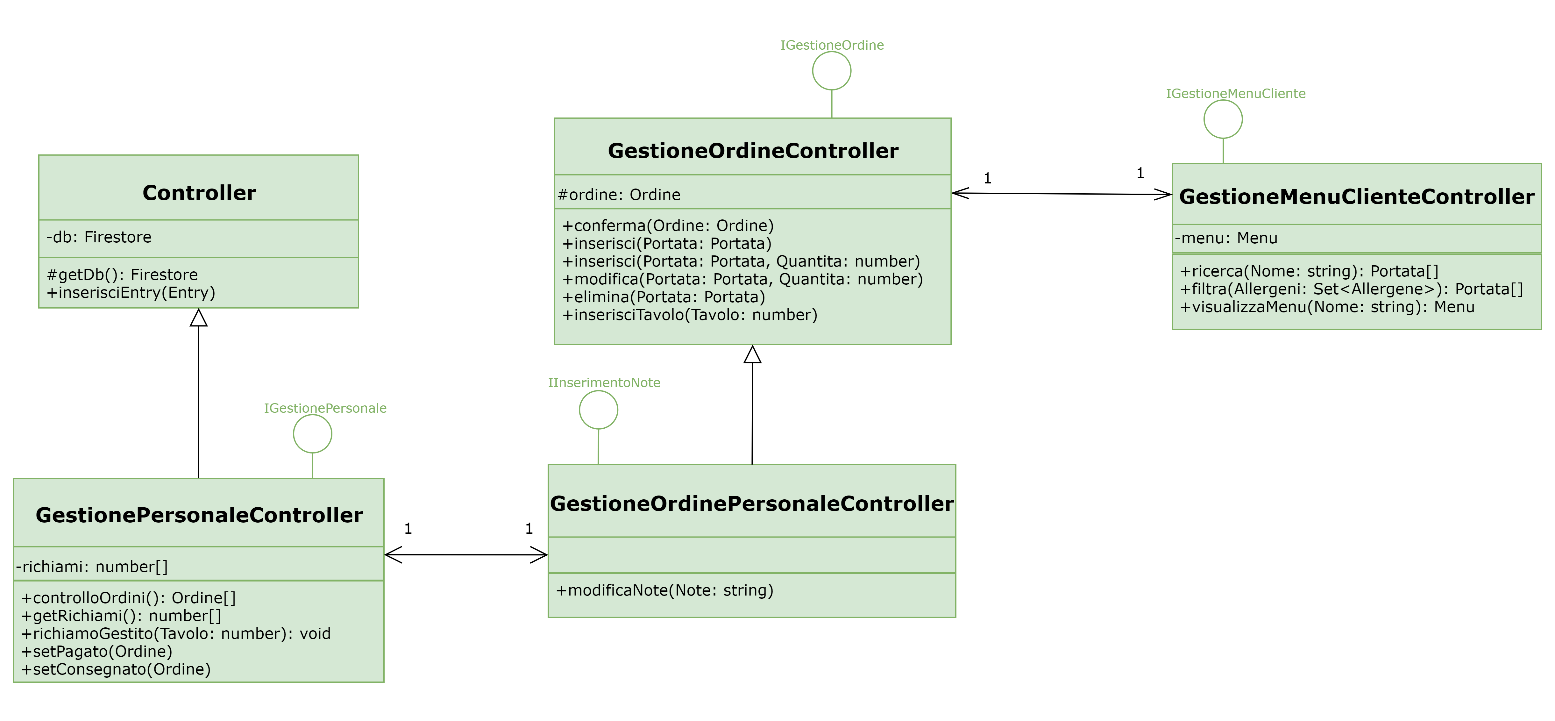 IGestioneOrdine
GestioneOrdineController
#ordine: Ordine
+conferma(Ordine: Ordine)
+inserisci(Portata: Portata)
+inserisci(Portata: Portata, Quantita: number)
+modifica(Portata: Portata, Quantita: number)
+elimina(Portata: Portata)
+inserisciTavolo(Tavolo: number)
1
1
IGestioneMenuCliente
GestioneMenuClienteController
-menu: Menu
+ricerca(Nome: string): Portata[]
+filtra(Allergeni: Set<Allergene>): Portata[]
+visualizzaMenu(Nome: string): Menu
Controller
-db: Firestore
#getDb(): Firestore
+inserisciEntry(Entry)
IGestionePersonale
GestionePersonaleController
-richiami: number[]
+controlloOrdini(): Ordine[]
+getRichiami(): number[]
+richiamoGestito(Tavolo: number): void
+setPagato(Ordine)
+setConsegnato(Ordine)
1
1
IInserimentoNote
GestioneOrdinePersonaleController
+modificaNote(Note: string)